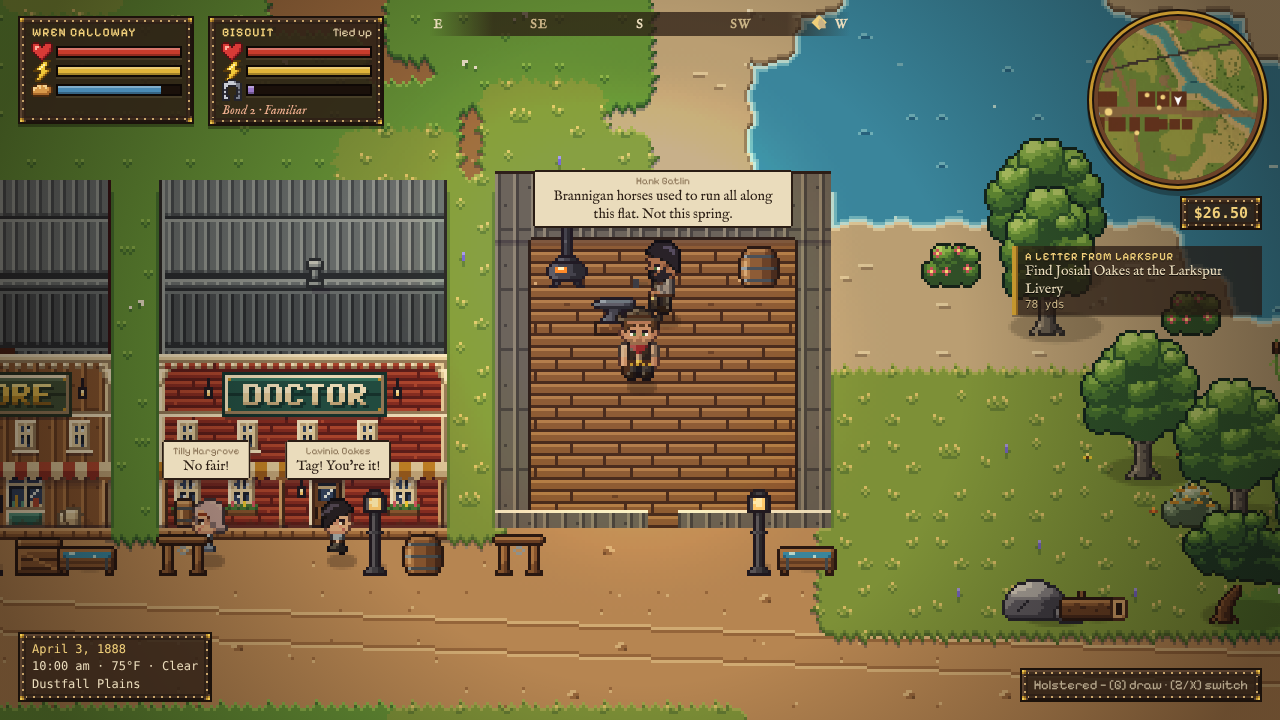 WREN CALLOWAY
BISCUIT
Tied up
Bond 2 · Familiar
E
SE
S
SW
W
$26.50
A LETTER FROM LARKSPUR
Find Josiah Oakes at the Larkspur
Livery
78 yds
Hank Gatlin
Brannigan horses used to run all along
this flat. Not this spring.
ORE
DOCTOR
Tilly Hargrove
No fair!
Lavinia Oakes
Tag! You're it!
April 3, 1888
10:00 am · 75°F · Clear
Dustfall Plains
Holstered - (G) draw · (Z/X) switch